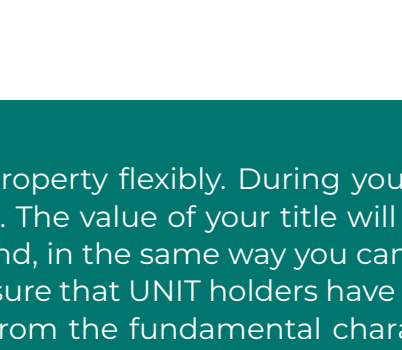 roperty flexibly. During you
. The value of your title will
nd, in the same way you can
sure that UNIT holders have
rom the fundamental chara